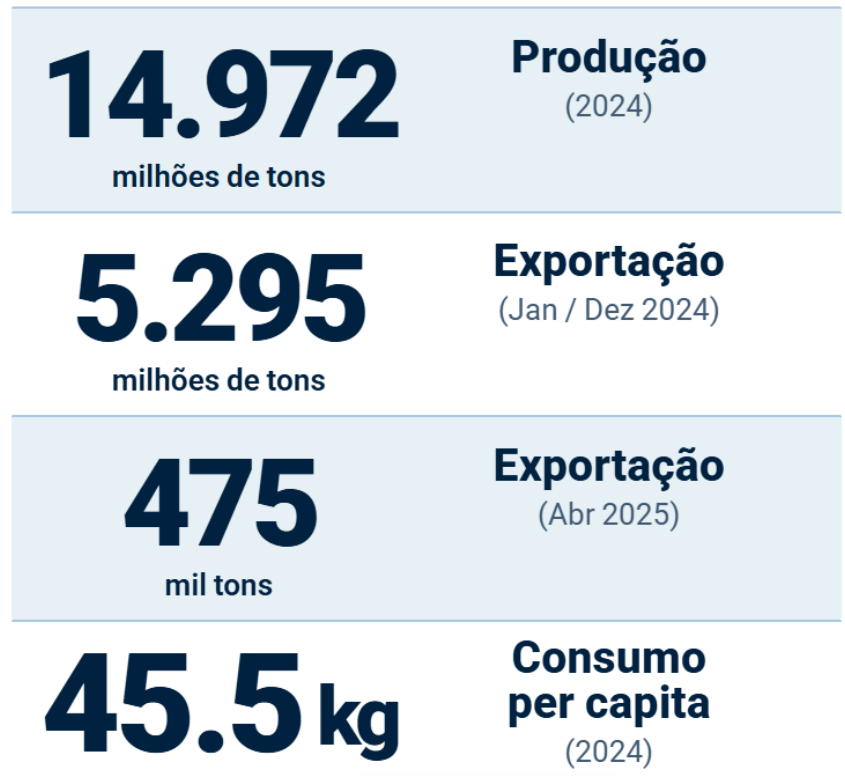 14.972
milhões de tons
Produção
(2024)
5.295
milhões de tons
Exportação
(Jan / Dez 2024)
475
mil tons
Exportação
(Abr 2025)
45.5 kg
Consumo
per capita
(2024)